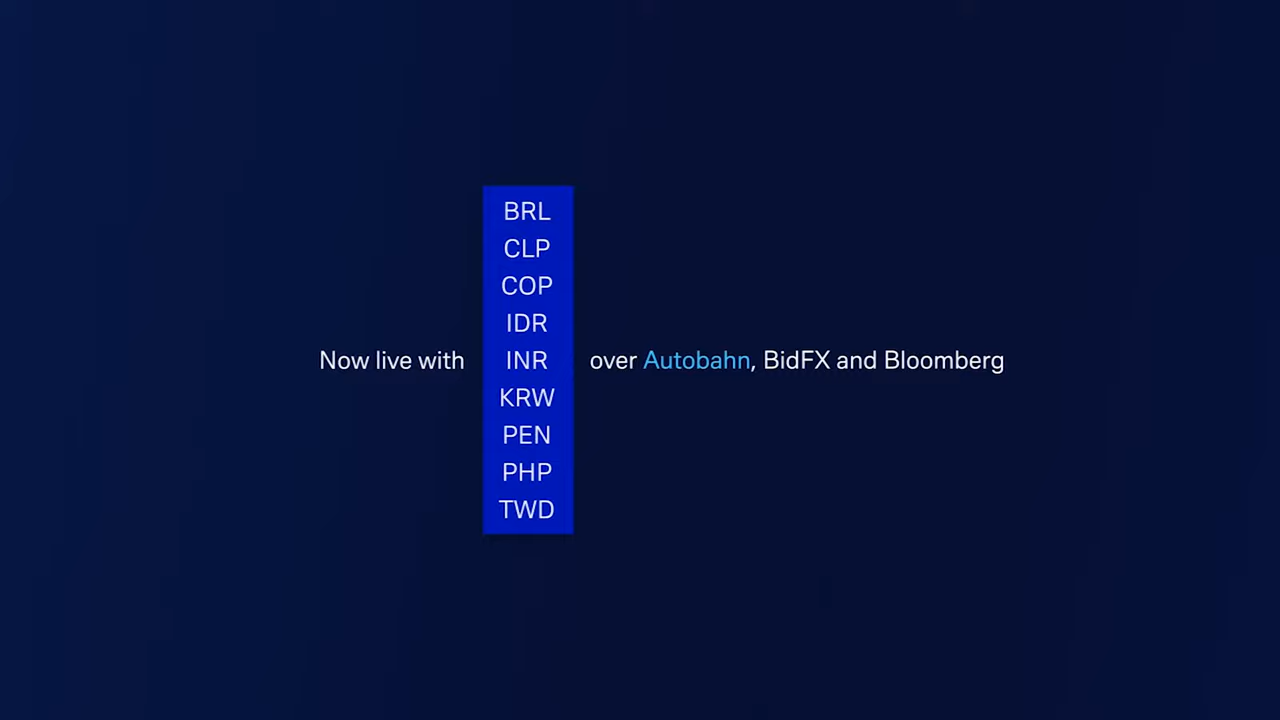 BRL
CLP
COP
IDR
Now live with INR over Autobahn, BidFX and Bloomberg
KRW
PEN
PHP
TWD